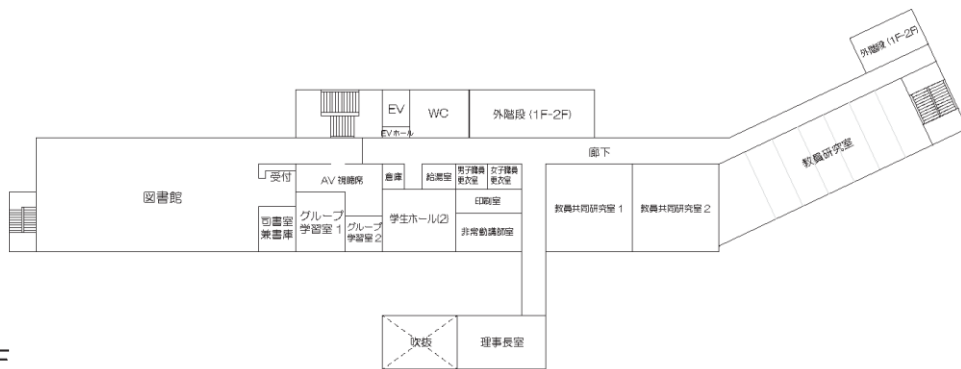 外階段(1F-2F)
EV
WC
外階段(1F-2F)
EVホール
廊下
教員研究室
図書館
受付
AV視聴席
倉庫
給湯室
男子職員
更衣室
女子職員
更衣室
印刷室
司書室
兼書庫
グループ
学習室1
グループ
学習室2
学生ホール(2)
非常勤講師室
教員共同研究室1
教員共同研究室2
吹抜
理事長室
F